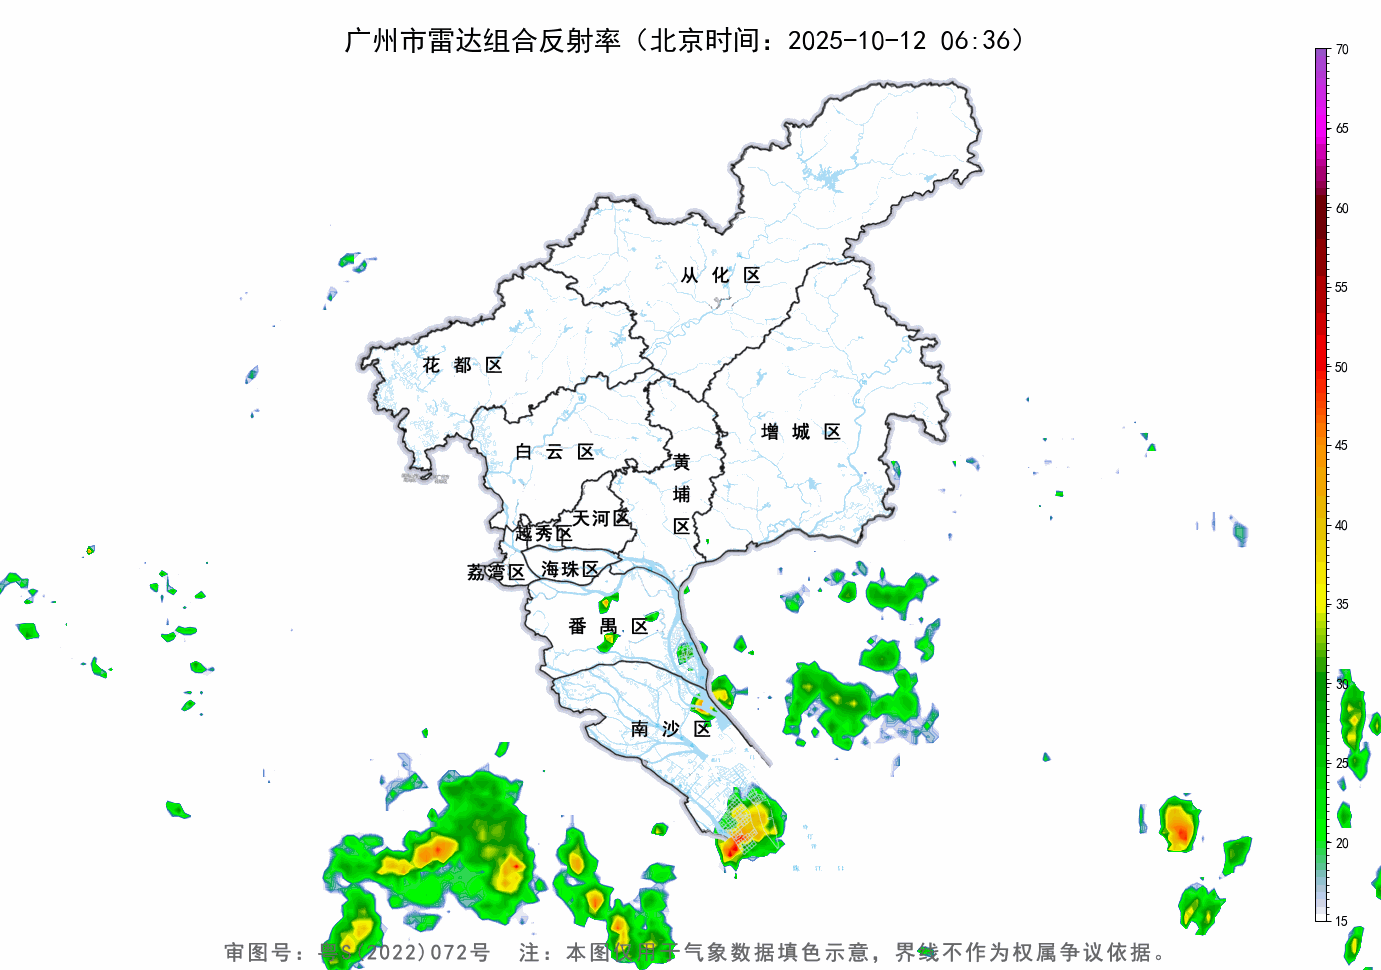 广州市雷达组合反射率（北京时间：2025-10-12 06:36）
70
65
60
55
50
45
40
35
30
25
20
15
从化区
花都区
增城区
白云区
黄埔区
天河区
越秀区
荔湾区
海珠区
番禺区
南沙区
审图号：粤S(2022)072号 注：本图仅用于气象数据填色示意，界线不作为权属争议依据。